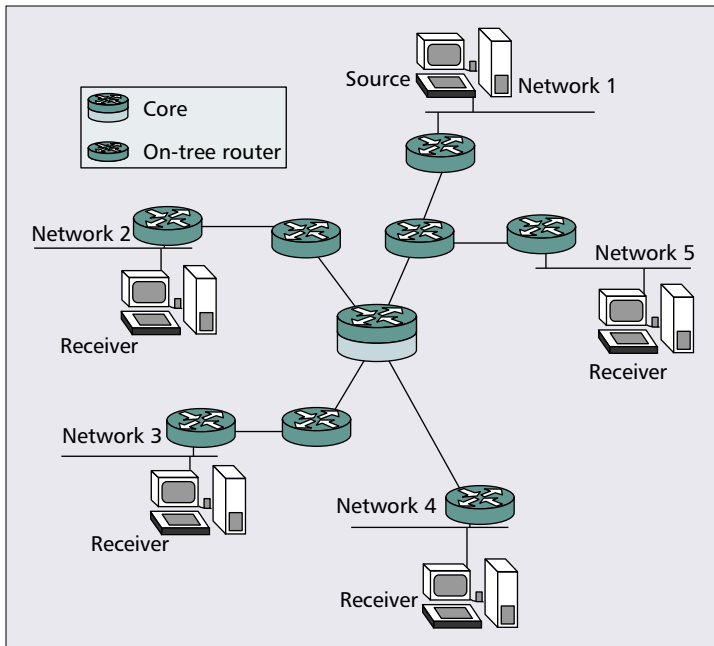 Source
Network 1
Core
On-tree router
Network 2
Network 5
Receiver
Receiver
Network 3
Network 4
Receiver
Receiver